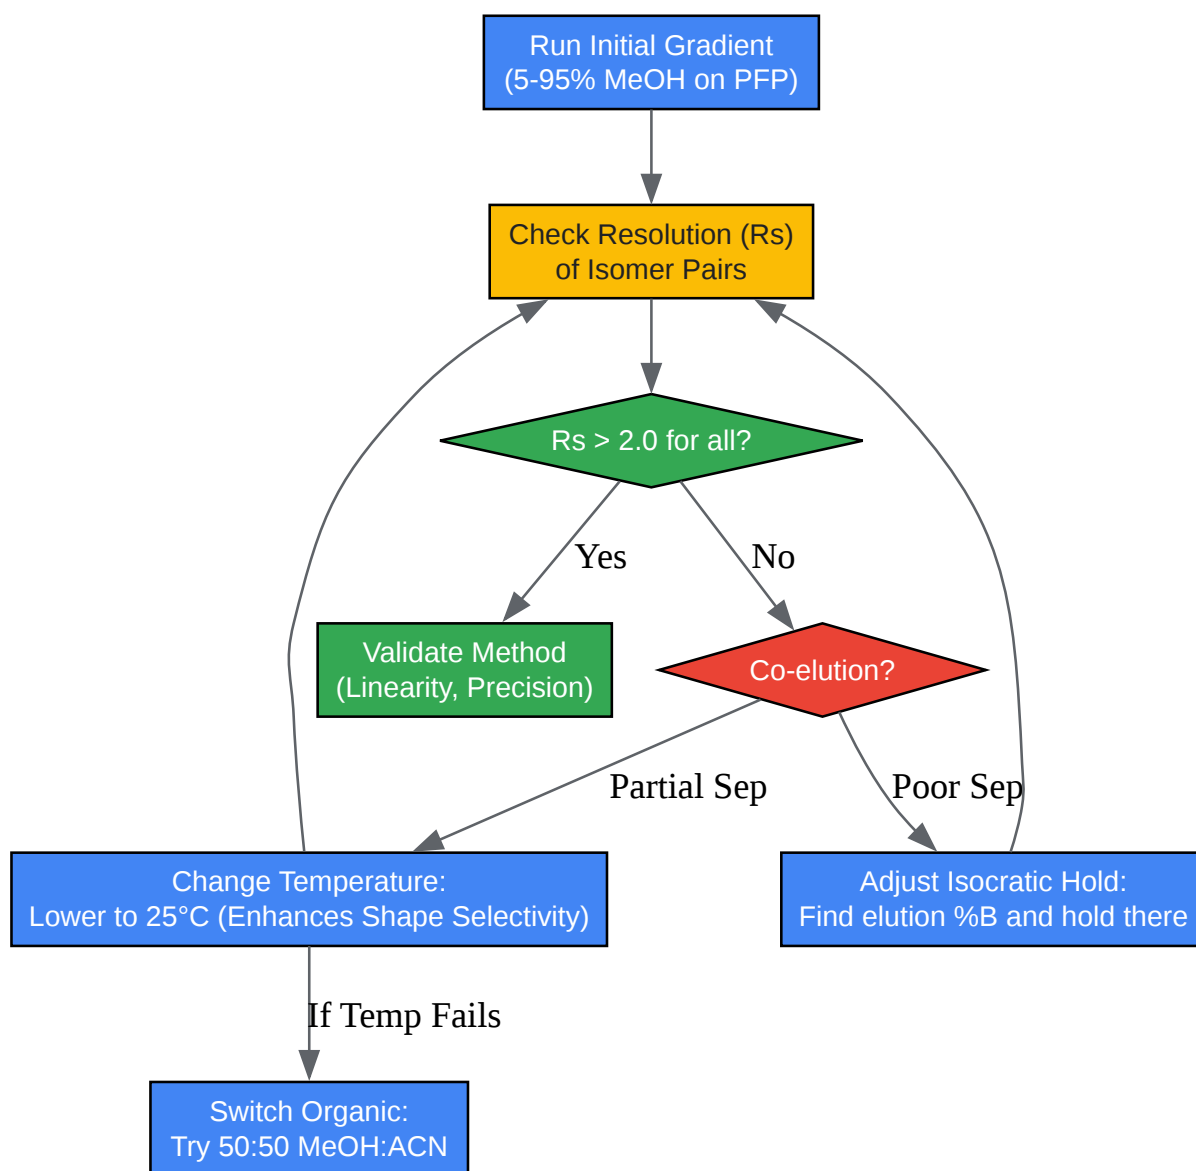 Run Initial Gradient
(5-95% MeOH on PFP)
Check Resolution (Rs)
of Isomer Pairs
Rs > 2.0 for all?
Yes
No
Validate Method
(Linearity, Precision)
Co-elution?
Partial Sep
Poor Sep
Change Temperature:
Lower to 25°C (Enhances Shape Selectivity)
Adjust Isocratic Hold:
Find elution %B and hold there
If Temp Fails
Switch Organic:
Try 50:50 MeOH:ACN